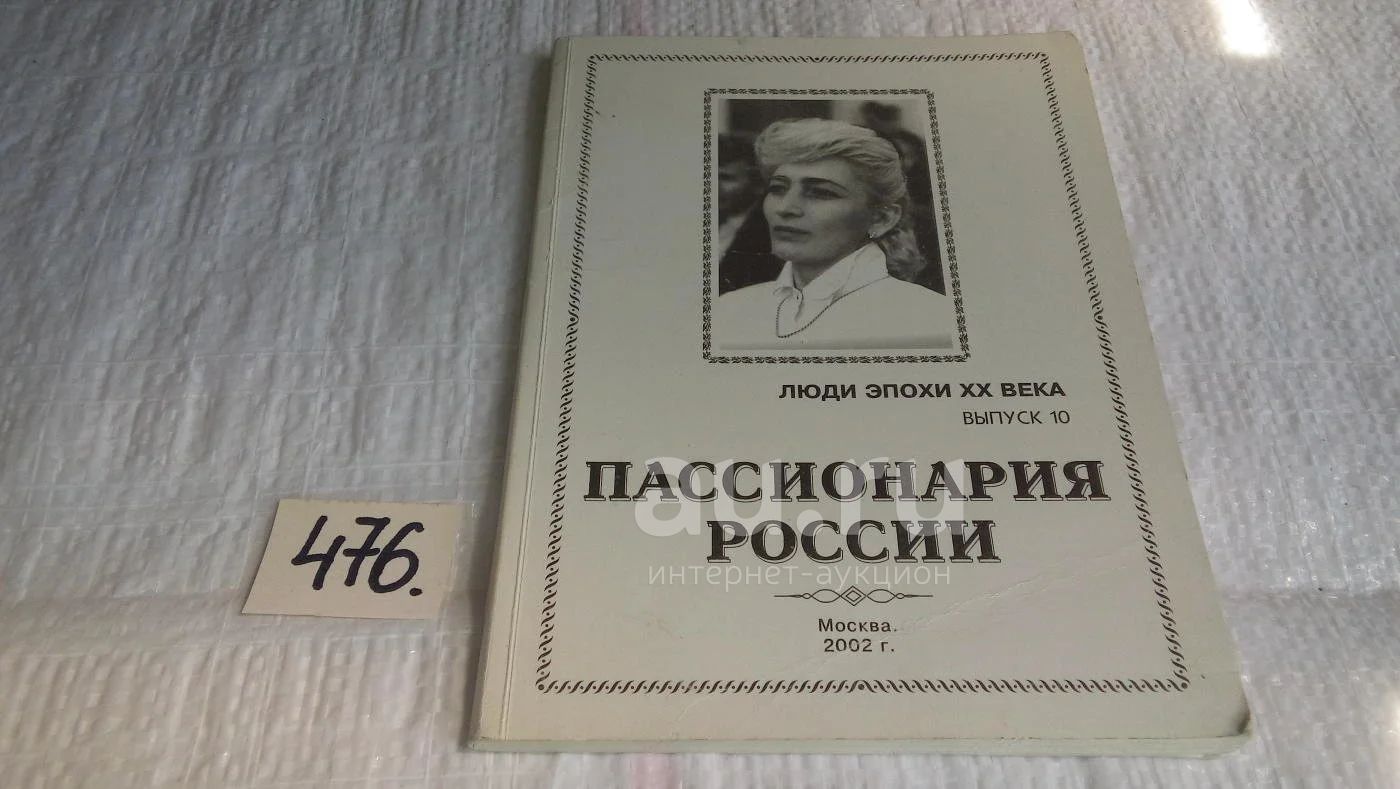 ЛЮДИ ЭПОХИ XX ВЕКА
ВЫПУСК 10
ПАССИОНАРИЯ
РОССИИ
Москва.
2002 г.
476.
au.ru
интернет-аукцион